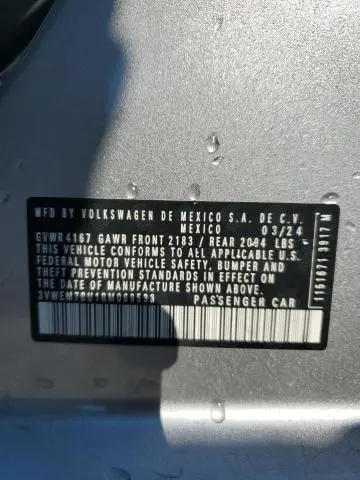 MFD BY VOLKSWAGEN DE MEXICO S.A. DE C.V.
MEXICO 03/24
GVWR 4167 GAWR FRONT 2183 / REAR 2094 LBS
THIS VEHICLE CONFORMS TO ALL APPLICABLE U.S.
FEDERAL MOTOR VEHICLE SAFETY, BUMPER AND
THEFT PREVENTION STANDARDS IN EFFECT ON
THE DATE OF MANUFACTURE SHOWN ABOVE.
PASSENGER CAR